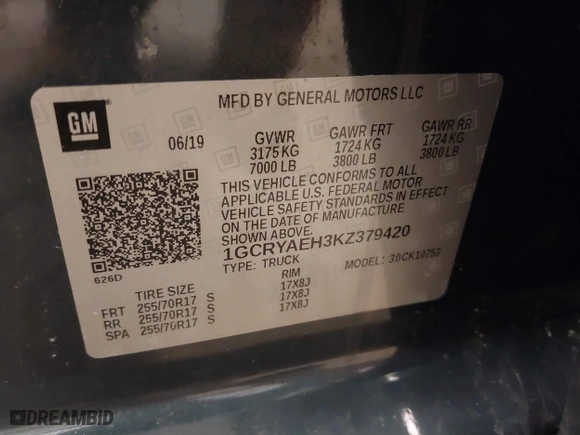 GM
MFD BY GENERAL MOTORS LLC
06/19
GVWR GAWR FRT GAWR RR
3175 KG 1724 KG 1724 KG
7000 LB 3800 LB 3800 LB
THIS VEHICLE CONFORMS TO ALL
APPLICABLE U.S. FEDERAL MOTOR
VEHICLE SAFETY STANDARDS IN EFFECT
ON THE DATE OF MANUFACTURE SHOWN ABOVE.
1GCRYAEH3KZ379420
TYPE: TRUCK MODEL:
626D
TIRE SIZE RIM
FRT 255/70R17 S 17X8J
RR 255/70R17 S 17X8J
SPA 255/70R17 S 17X8J
DREAMBID